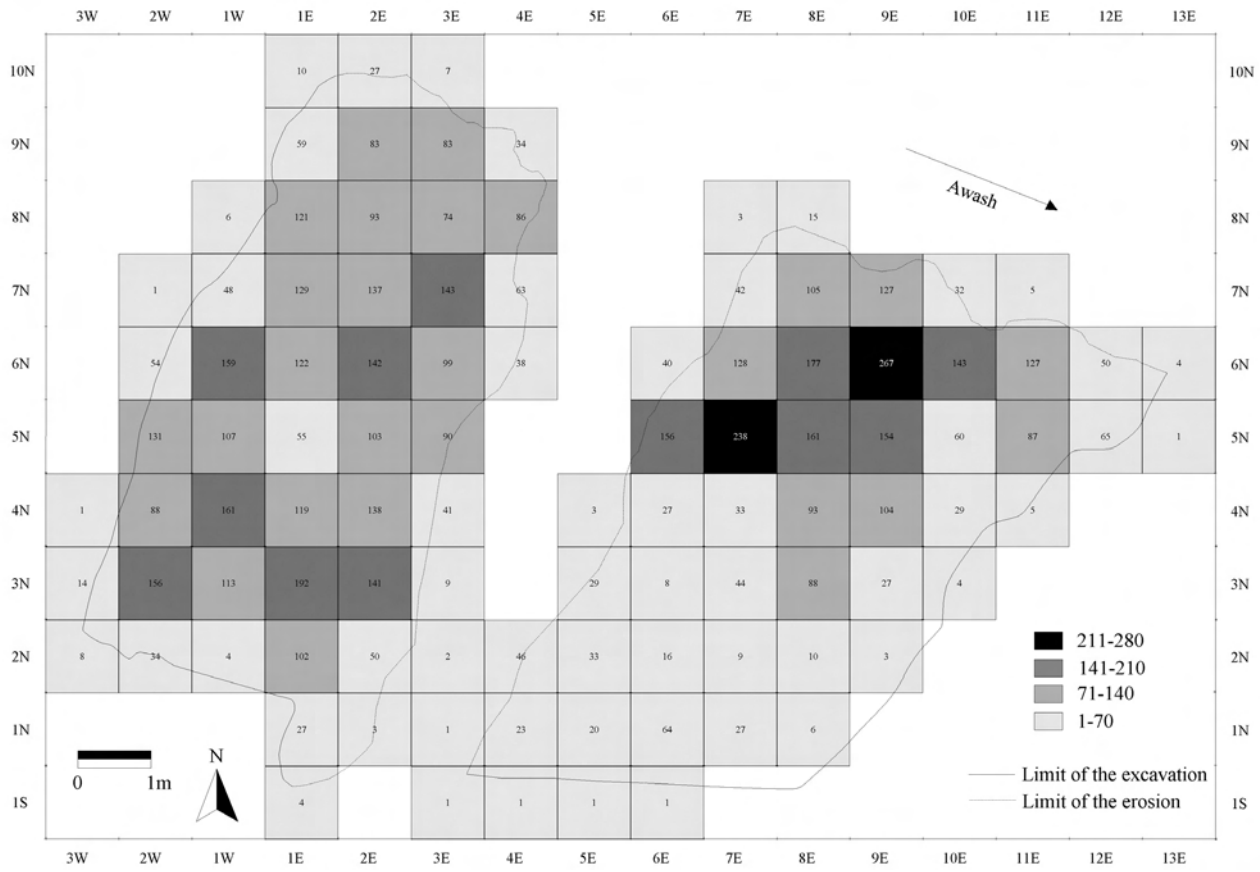 3W 2W 1W 1E 2E 3E 4E 5E 6E 7E 8E 9E 10E 11E 12E 13E
10N 10 27 7 10N
9N 59 83 83 34 9N
Awash
8N 6 121 93 74 86 3 15 8N
7N 1 48 129 137 143 63 42 105 127 32 5 7N
6N 54 159 122 142 99 38 40 128 177 267 143 127 50 4 6N
5N 131 107 55 103 90 156 238 161 154 60 87 65 1 5N
4N 1 88 161 119 138 41 3 27 33 93 104 29 5 4N
3N 14 156 113 192 141 9 29 8 44 88 27 4 3N
2N 8 34 4 102 50 2 46 33 16 9 10 3 2N
211-280
141-210
71-140
1-70
1N 27 3 1 23 20 64 27 6 1N
N
0 1m
Limit of the excavation
Limit of the erosion
1S 4 1 1 1 1 1S
3W 2W 1W 1E 2E 3E 4E 5E 6E 7E 8E 9E 10E 11E 12E 13E